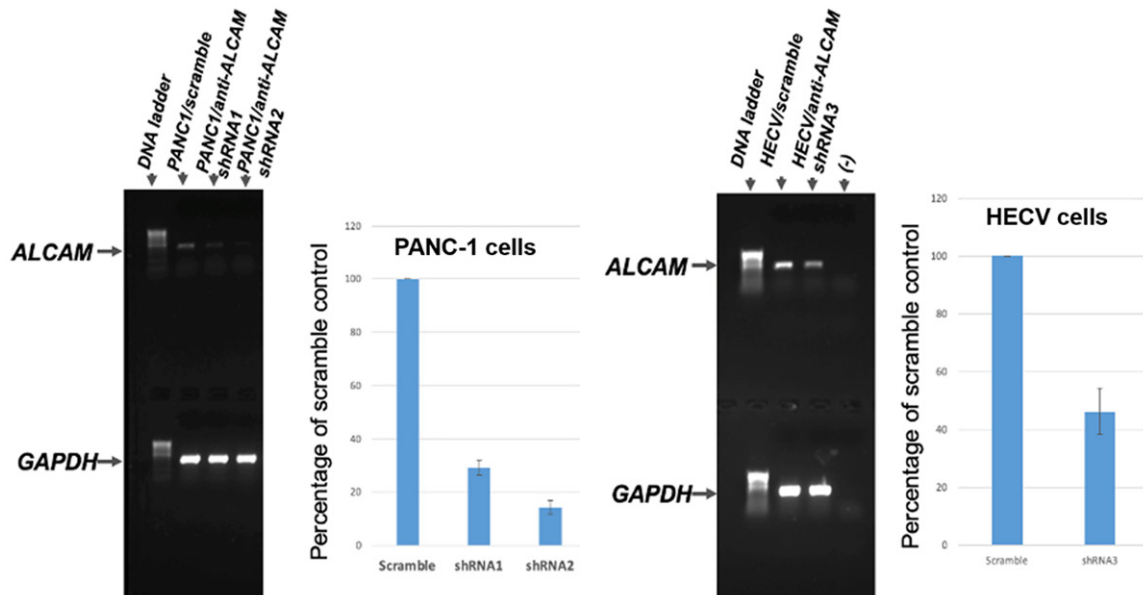 DNA ladder
PANC1/scramble
PANC1/anti-ALCAM
shRNA1
PANC1/anti-ALCAM
shRNA2
ALCAM
GAPDH
Percentage of scramble control
PANC-1 cells
120
100
80
60
40
20
0
Scramble shRNA1 shRNA2
DNA ladder
HECV/scramble
HECV/anti-ALCAM
shRNA3
(-)
ALCAM
GAPDH
Percentage of scramble control
HECV cells
120
100
80
60
40
20
0
Scramble shRNA3